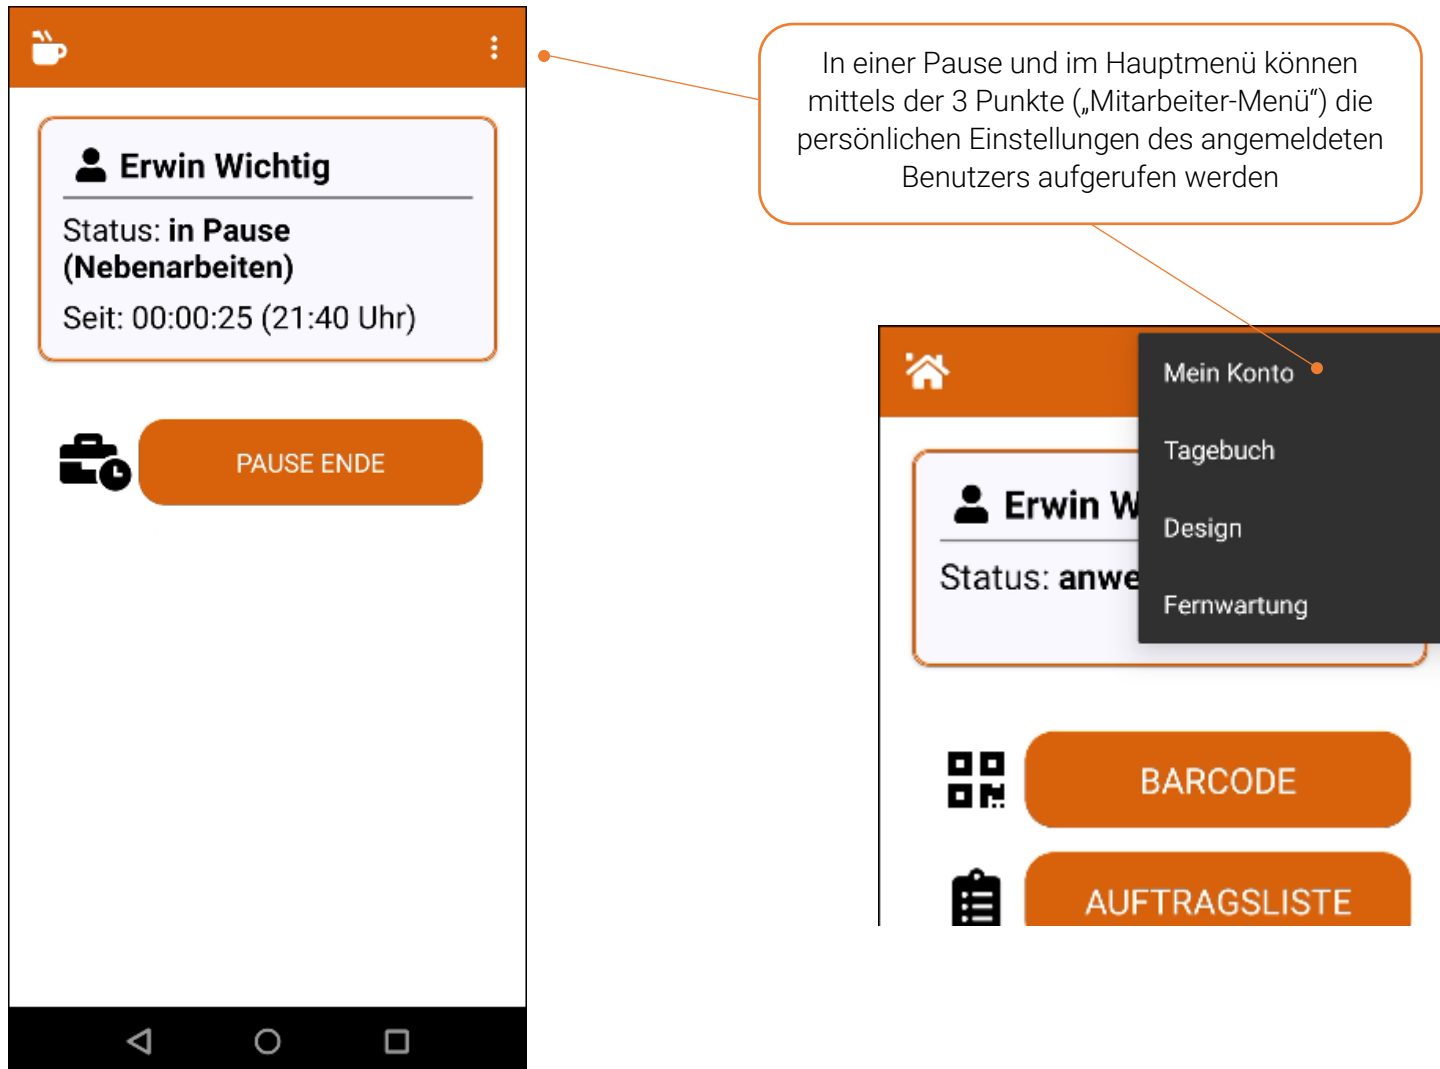 Erwin Wichtig
Status: in Pause
(Nebenarbeiten)
Seit: 00:00:25 (21:40 Uhr)
PAUSE ENDE
In einer Pause und im Hauptmenü können
mittels der 3 Punkte („Mitarbeiter-Menü“) die
persönlichen Einstellungen des angemeldeten
Benutzers aufgerufen werden
Mein Konto
Tagebuch
Design
Fernwartung
Erwin W
Status: anwe
BARCODE
AUFTRAGSLISTE